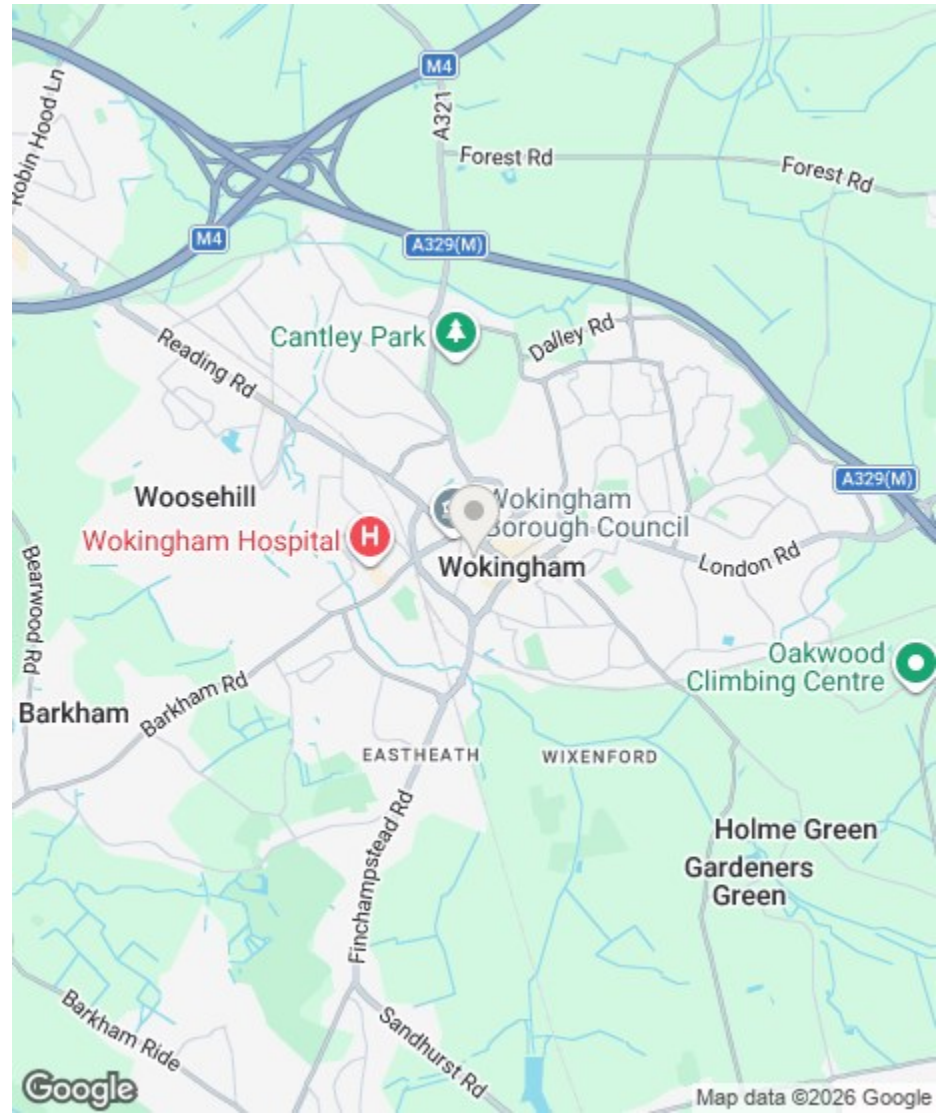 M4
A321
Robin Hood Ln
Forest Rd
Forest Rd
M4
A329(M)
Cantley Park
Dalley Rd
Reading Rd
A329(M)
Woosehill
Wokingham
Borough Council
Wokingham Hospital
London Rd
Wokingham
Bearwood Rd
Oakwood
Climbing Centre
Barkham
Barkham Rd
EASTHEATH
WIXENFORD
Holme Green
Finchampstead Rd
Gardeners
Green
Barkham Ride
Sandhurst Rd
Google
Map data ©2026 Google